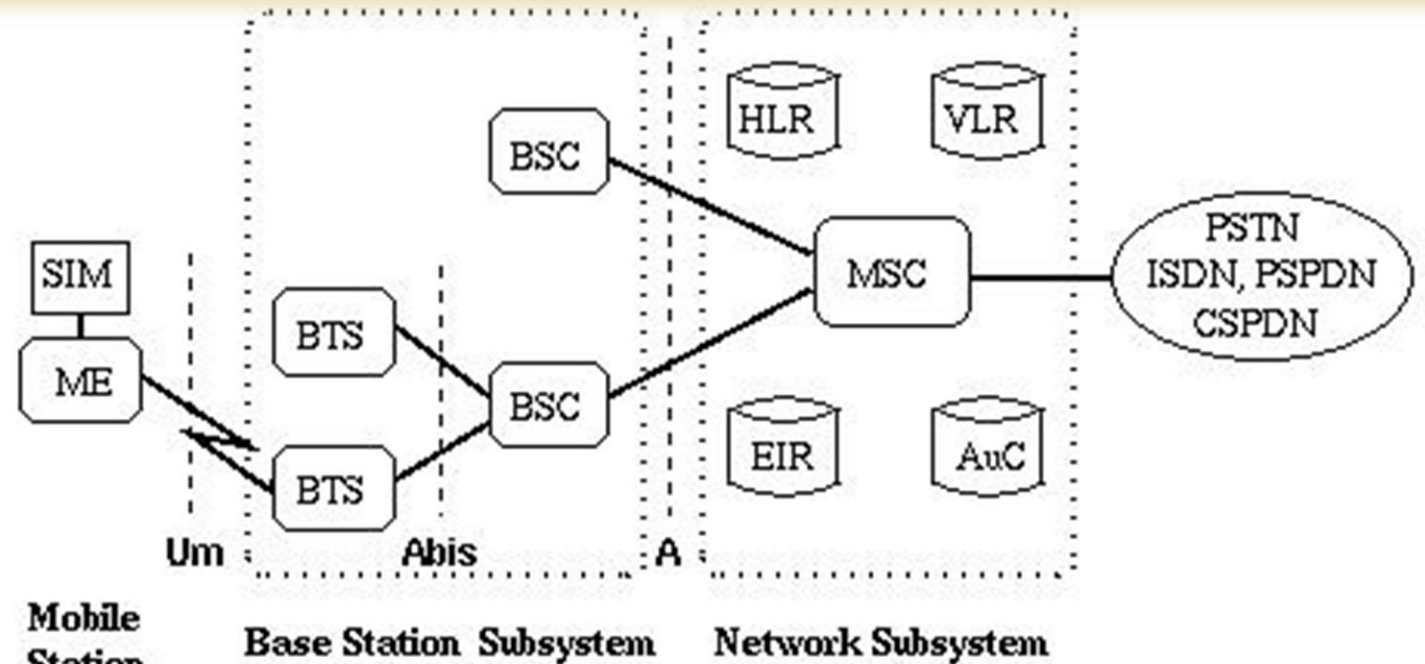 HLR
VLR
BSC
SIM
ME
BTS
BTS
BSC
MSC
PSTN
ISDN, PSPDN
CSPDN
EIR
AuC
Um
Abis
A
Mobile
Station
Base Station Subsystem
Network Subsystem